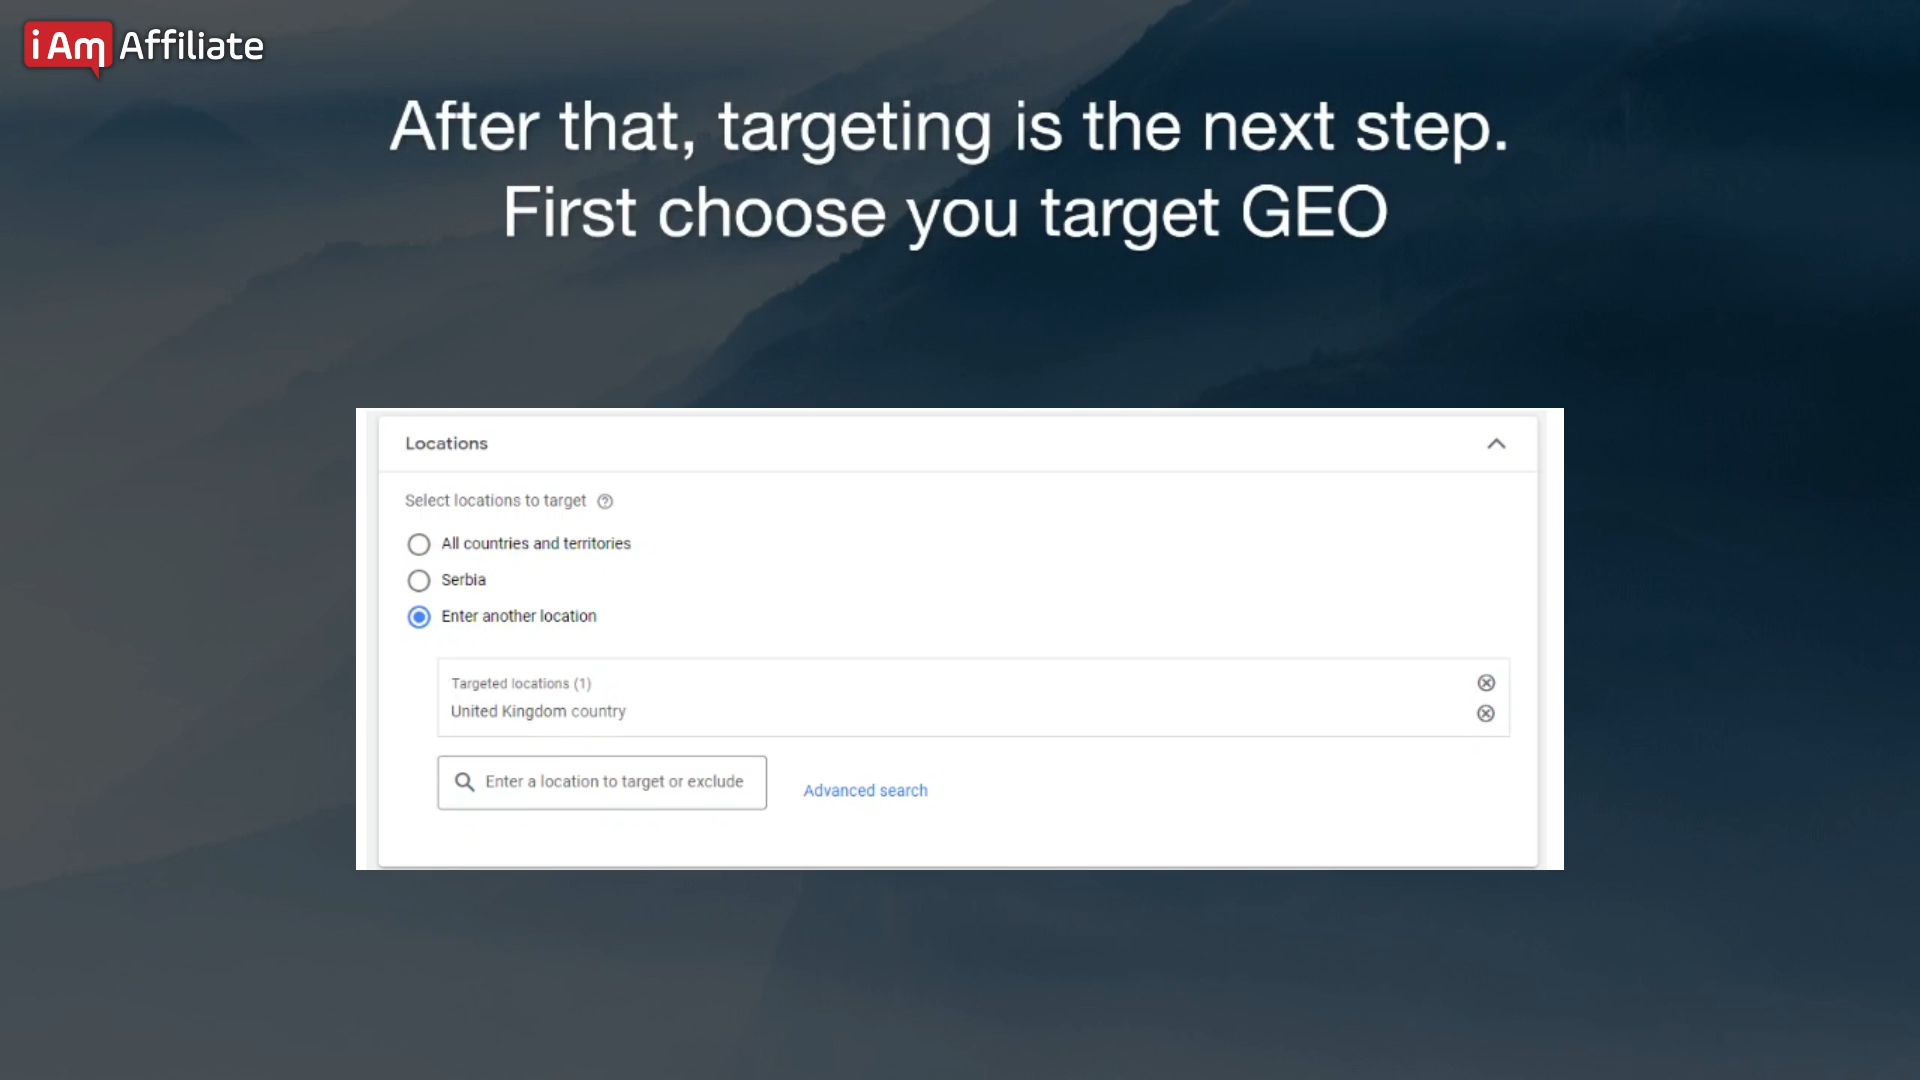 i Am Affiliate
After that, targeting is the next step.
First choose you target GEO
Locations
Select locations to target
All countries and territories
Serbia
Enter another location
Targeted locations (1)
United Kingdom country
Enter a location to target or exclude
Advanced search